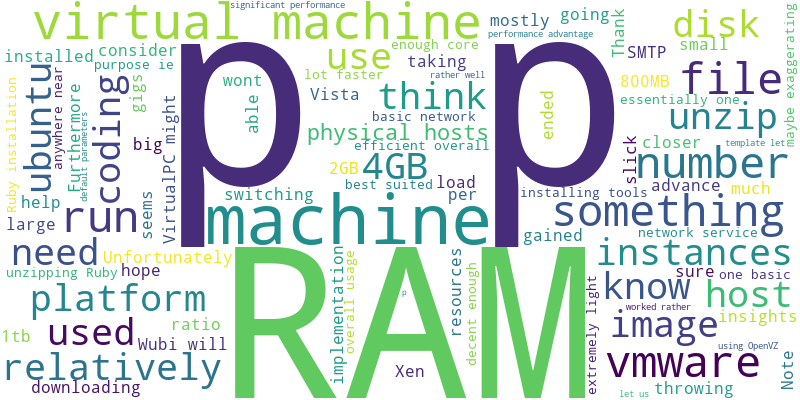 significant performance
virtual machine
mostly
going
Thank
disk
maybe exaggerating
performance advantage
installed
consider
purpose ie
p
p
enough core
use
taking
SMTP
small
ubuntu
anywhere near
Furthermore
default parameters
coding
gigs
wont
able
lot faster
rather well
Vista
think
ended
800MB
file
essentially one
unzip
Ruby installation
big
VirtualPC might
physical hosts
basic network
efficient overall
closer
template let
help
2GB
4GB
best suited
load
per
installing tools
slick
number
advance
much
large
run
seems
switching
machine
gained
something
network service
need
Unfortunately
RAM
instances
sure
one basic
unzipping Ruby
hope
implementation
overall usage
p
resources
decent enough
extremely light
know
host
platform
worked rather
image
insights
1tb
used
ratio
Wubi will
Xen
vmware
using OpenVZ
Note
relatively
downloading
let us
throwing